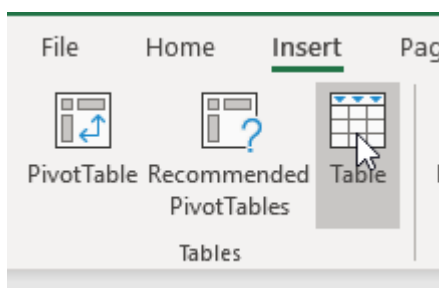 File Home Insert Pag
PivotTable Recommended Table
PivotTables
Tables